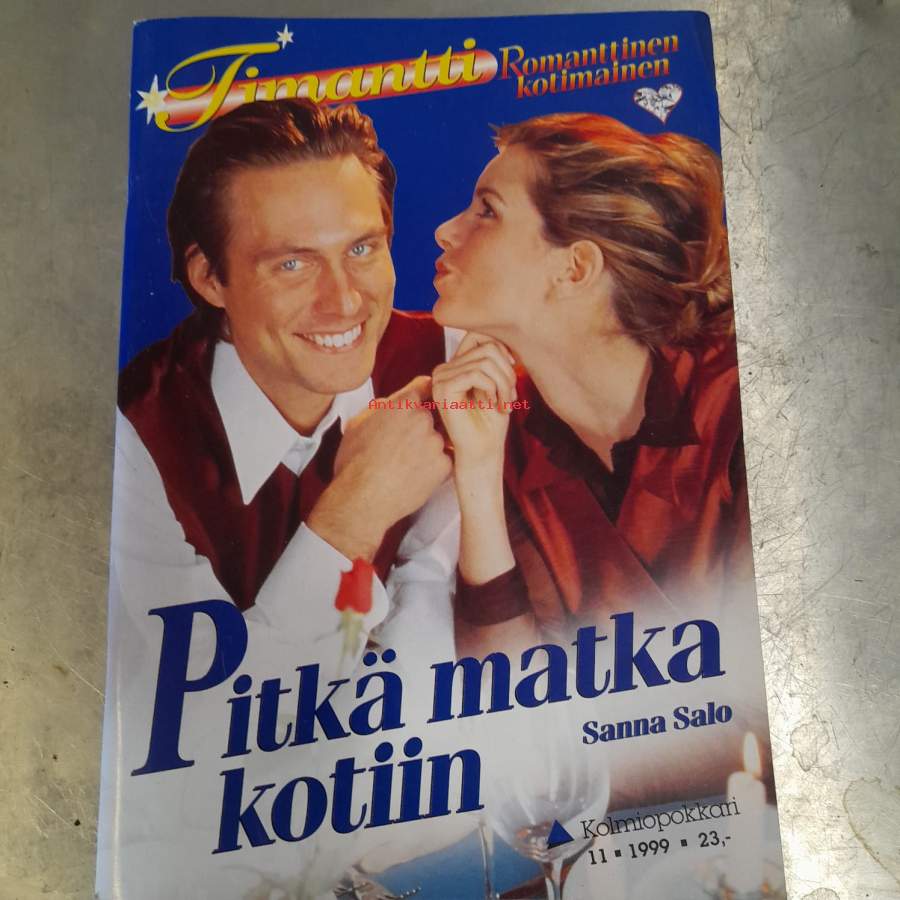 Timantti
Romanttinen
kotimainen
Antikvariaatti.net
Pitkä matka
kotiin
Sanna Salo
Kolmiopokkari
11 ▪ 1999 ▪ 23,-